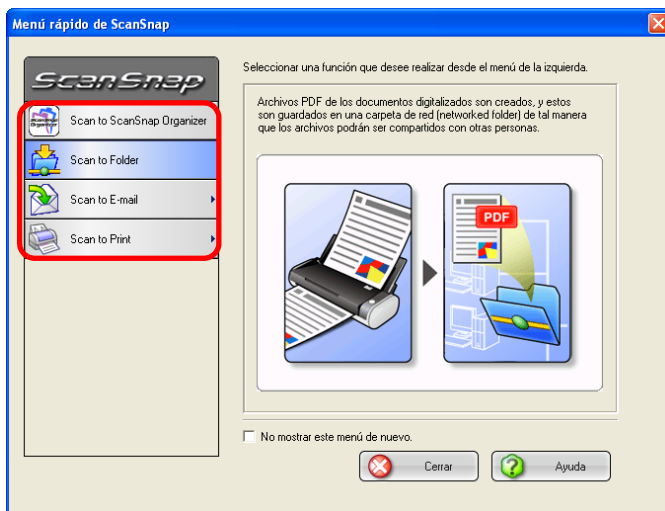 Menú rápido de ScanSnap
ScanSnap
Scan to ScanSnap Organizer
Scan to Folder
Scan to E-mail
Scan to Print
Seleccionar una función que desee realizar desde el menú de la izquierda.
Archivos PDF de los documentos digitalizados son creados, y estos
son guardados en una carpeta de red (networked folder) de tal manera
que los archivos podrán ser compartidos con otras personas.
PDF
No mostrar este menú de nuevo.
Cerrar
Ayuda